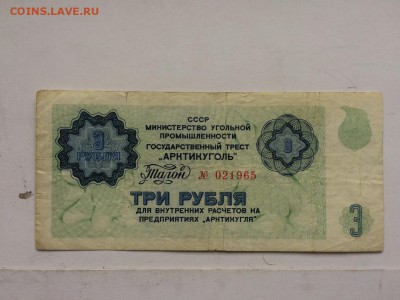 COINS.LAVE.RU
СССР
МИНИСТЕРСТВО УГОЛЬНОЙ
ПРОМЫШЛЕННОСТИ
ГОСУДАРСТВЕННЫЙ ТРЕСТ
"АРКТИКУГОЛЬ"
3
РУБЛЯ
3
Талон № 021965
ТРИ РУБЛЯ
ДЛЯ ВНУТРЕННИХ РАСЧЕТОВ НА
ПРЕДПРИЯТИЯХ "АРКТИКУГЛЯ"
3